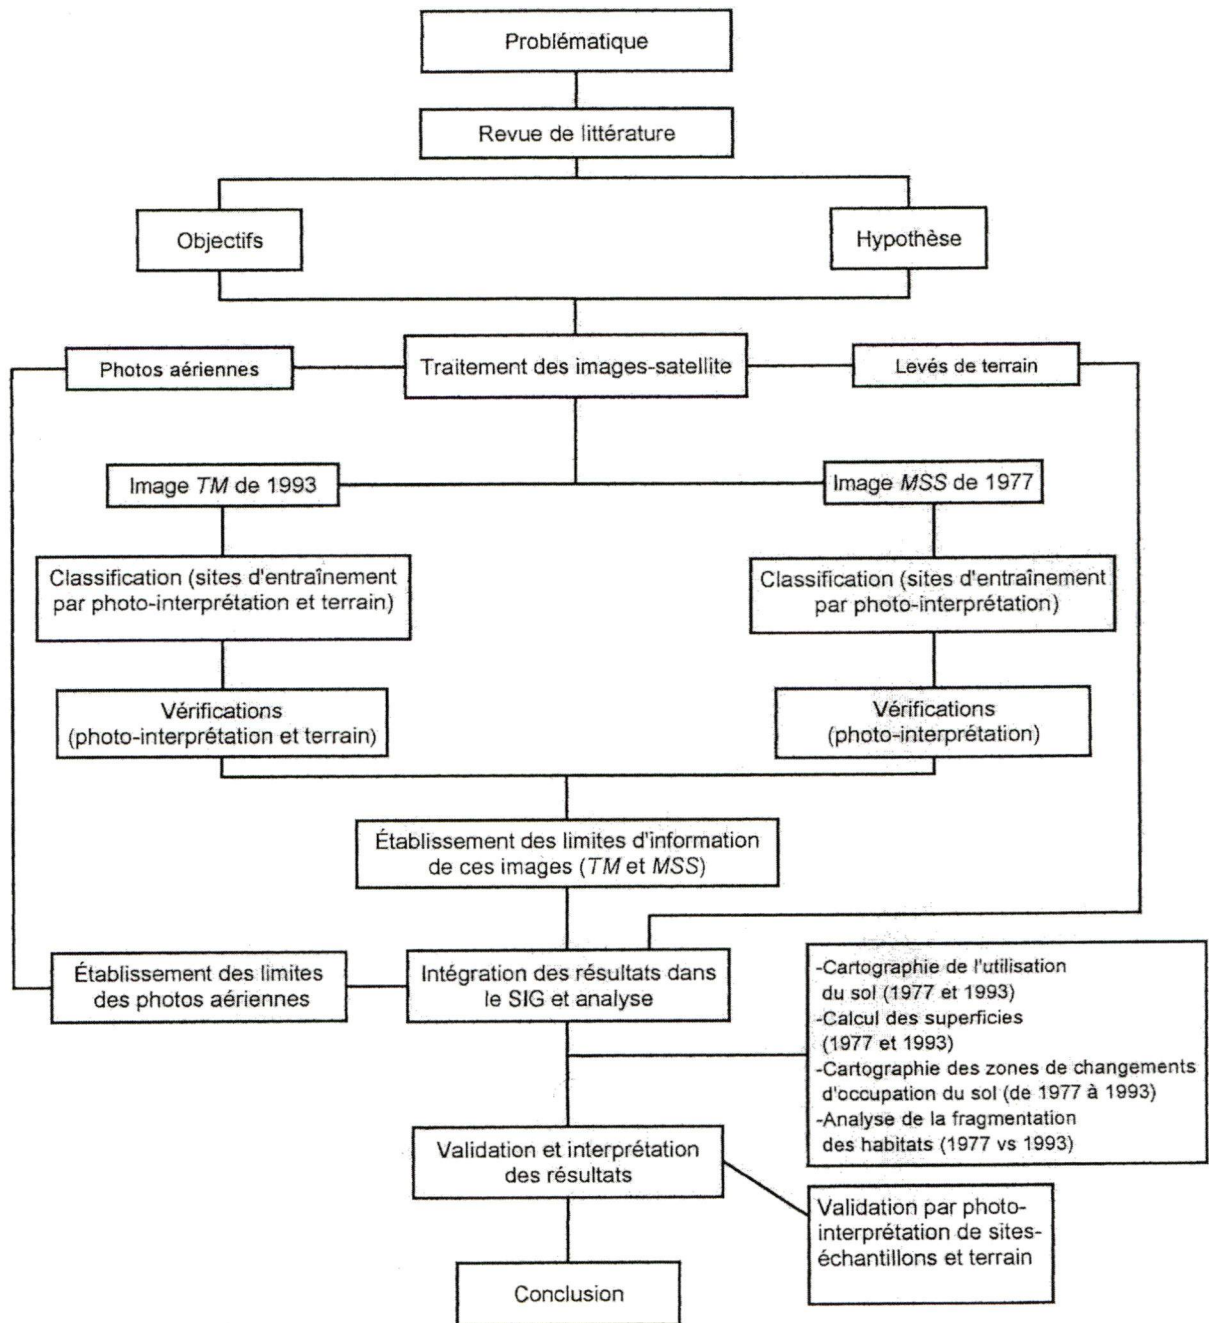 Problématique
Revue de littérature
Objectifs
Hypothèse
Photos aériennes
Traitement des images-satellite
Levés de terrain
Image TM de 1993
Image MSS de 1977
Classification (sites d'entraînement
par photo-interprétation et terrain)
Classification (sites d'entraînement
par photo-interprétation)
Vérifications
(photo-interprétation et terrain)
Vérifications
(photo-interprétation)
Établissement des limites d'information
de ces images (TM et MSS)
Établissement des limites
des photos aériennes
Intégration des résultats dans
le SIG et analyse
-Cartographie de l'utilisation
du sol (1977 et 1993)
-Calcul des superficies
(1977 et 1993)
-Cartographie des zones de changements
d'occupation du sol (de 1977 à 1993)
-Analyse de la fragmentation
des habitats (1977 vs 1993)
Validation et interprétation
des résultats
Validation par photo-
interprétation de sites-
échantillons et terrain
Conclusion